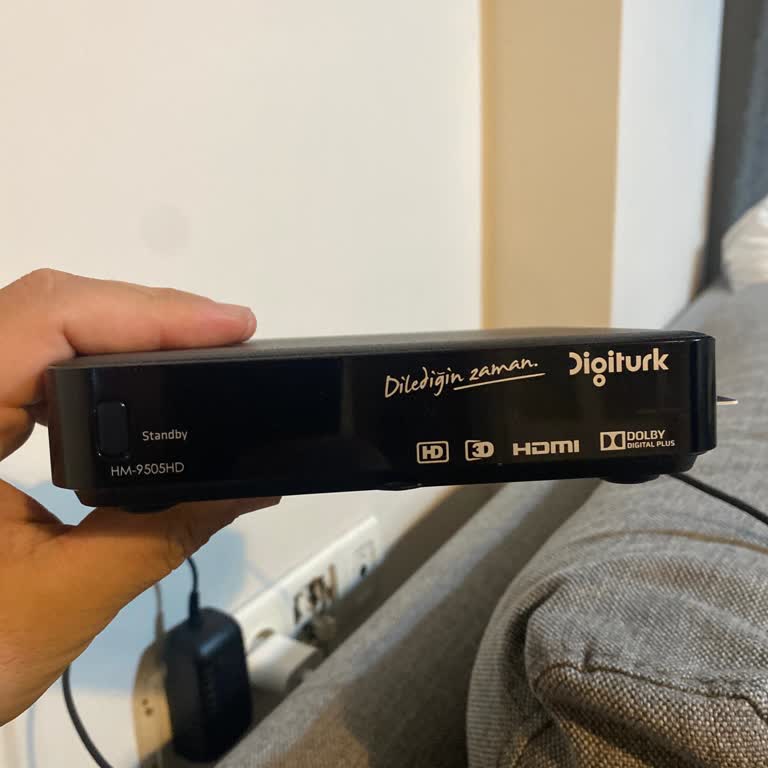 Dilediğin zaman.
Digiturk
Standby
HM-9505HD
HD
3D
HDMI
DOLBY
DIGITAL PLUS